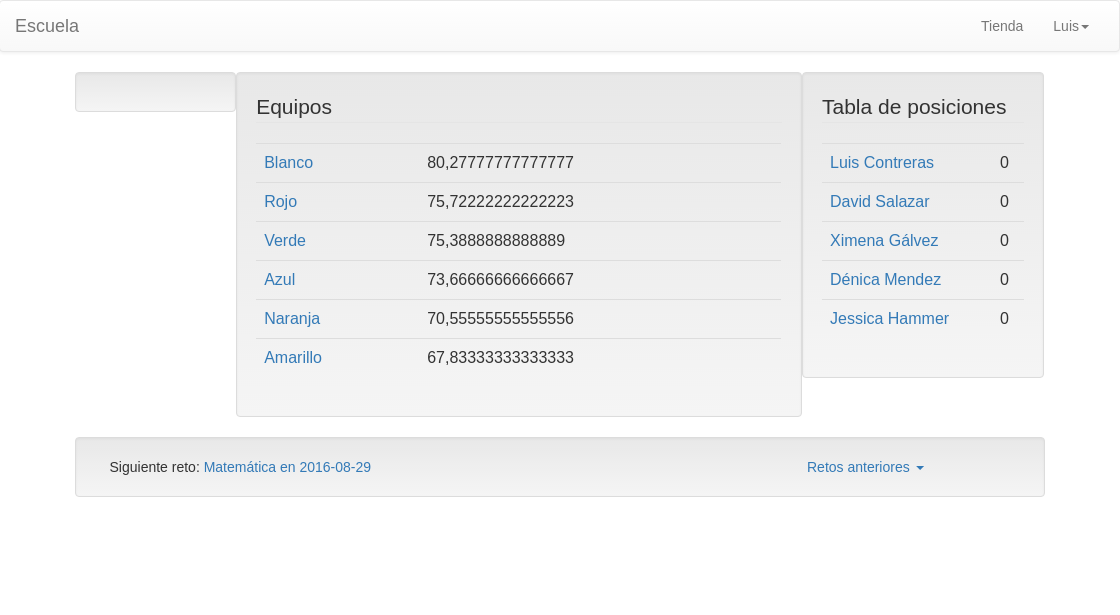 Escuela Tienda Luis
Equipos
Blanco 80,27777777777777
Rojo 75,72222222222223
Verde 75,3888888888889
Azul 73,66666666666667
Naranja 70,55555555555556
Amarillo 67,83333333333333
Tabla de posiciones
Luis Contreras 0
David Salazar 0
Ximena Gálvez 0
Dénica Mendez 0
Jessica Hammer 0
Siguiente reto: Matemática en 2016-08-29 Retos anteriores